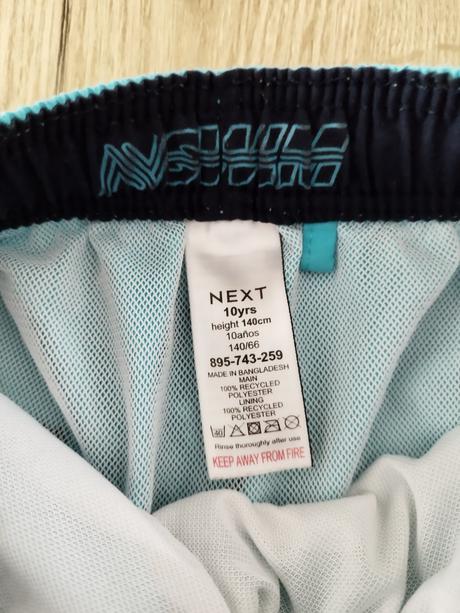 NEXT
10yrs
height 140cm
10años
140/66
895-743-259
MADE IN BANGLADESH
MAIN
100% RECYCLED
POLYESTER
LINING
100% RECYCLED
POLYESTER
40
Rinse thoroughly after use
KEEP AWAY FROM FIRE